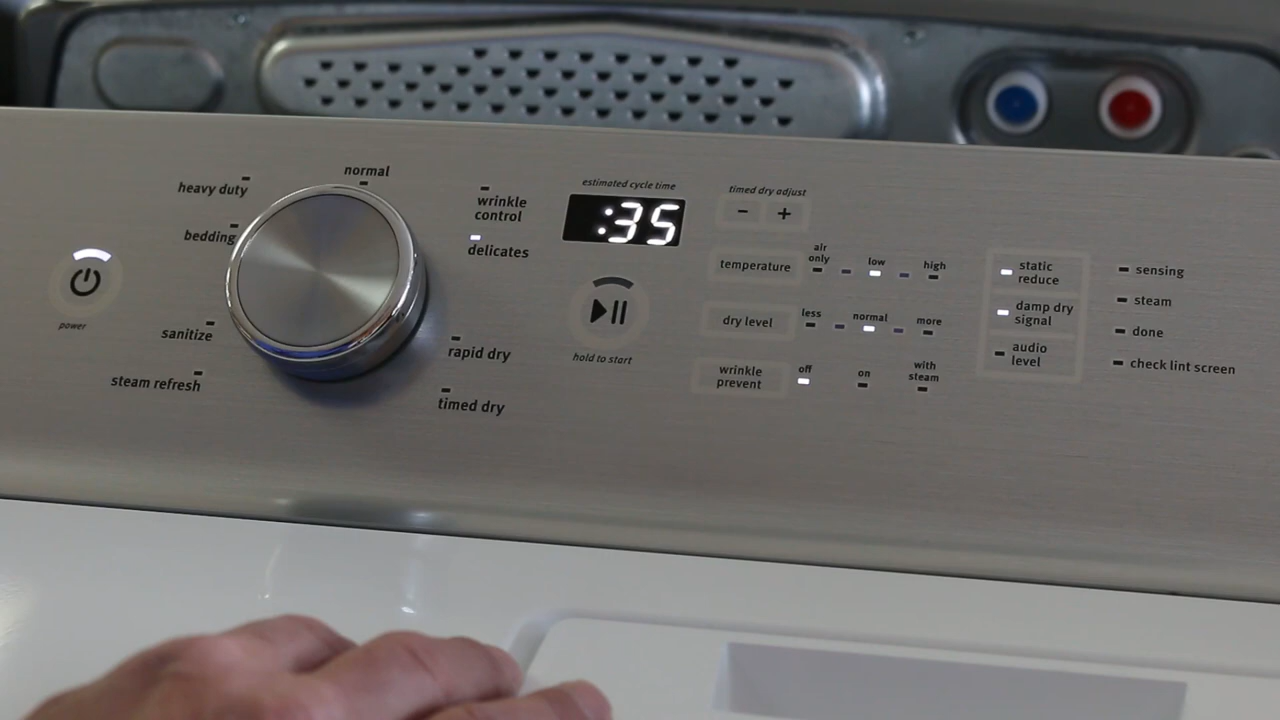 normal
heavy duty
bedding
power
sanitize
steam refresh
wrinkle
control
delicates
rapid dry
timed dry
estimated cycle time
:35
hold to start
timed dry adjust
- +
temperature
air
only
low
high
dry level
less
normal
more
wrinkle
prevent
off
on
with
steam
static
reduce
damp dry
signal
audio
level
sensing
steam
done
check lint screen